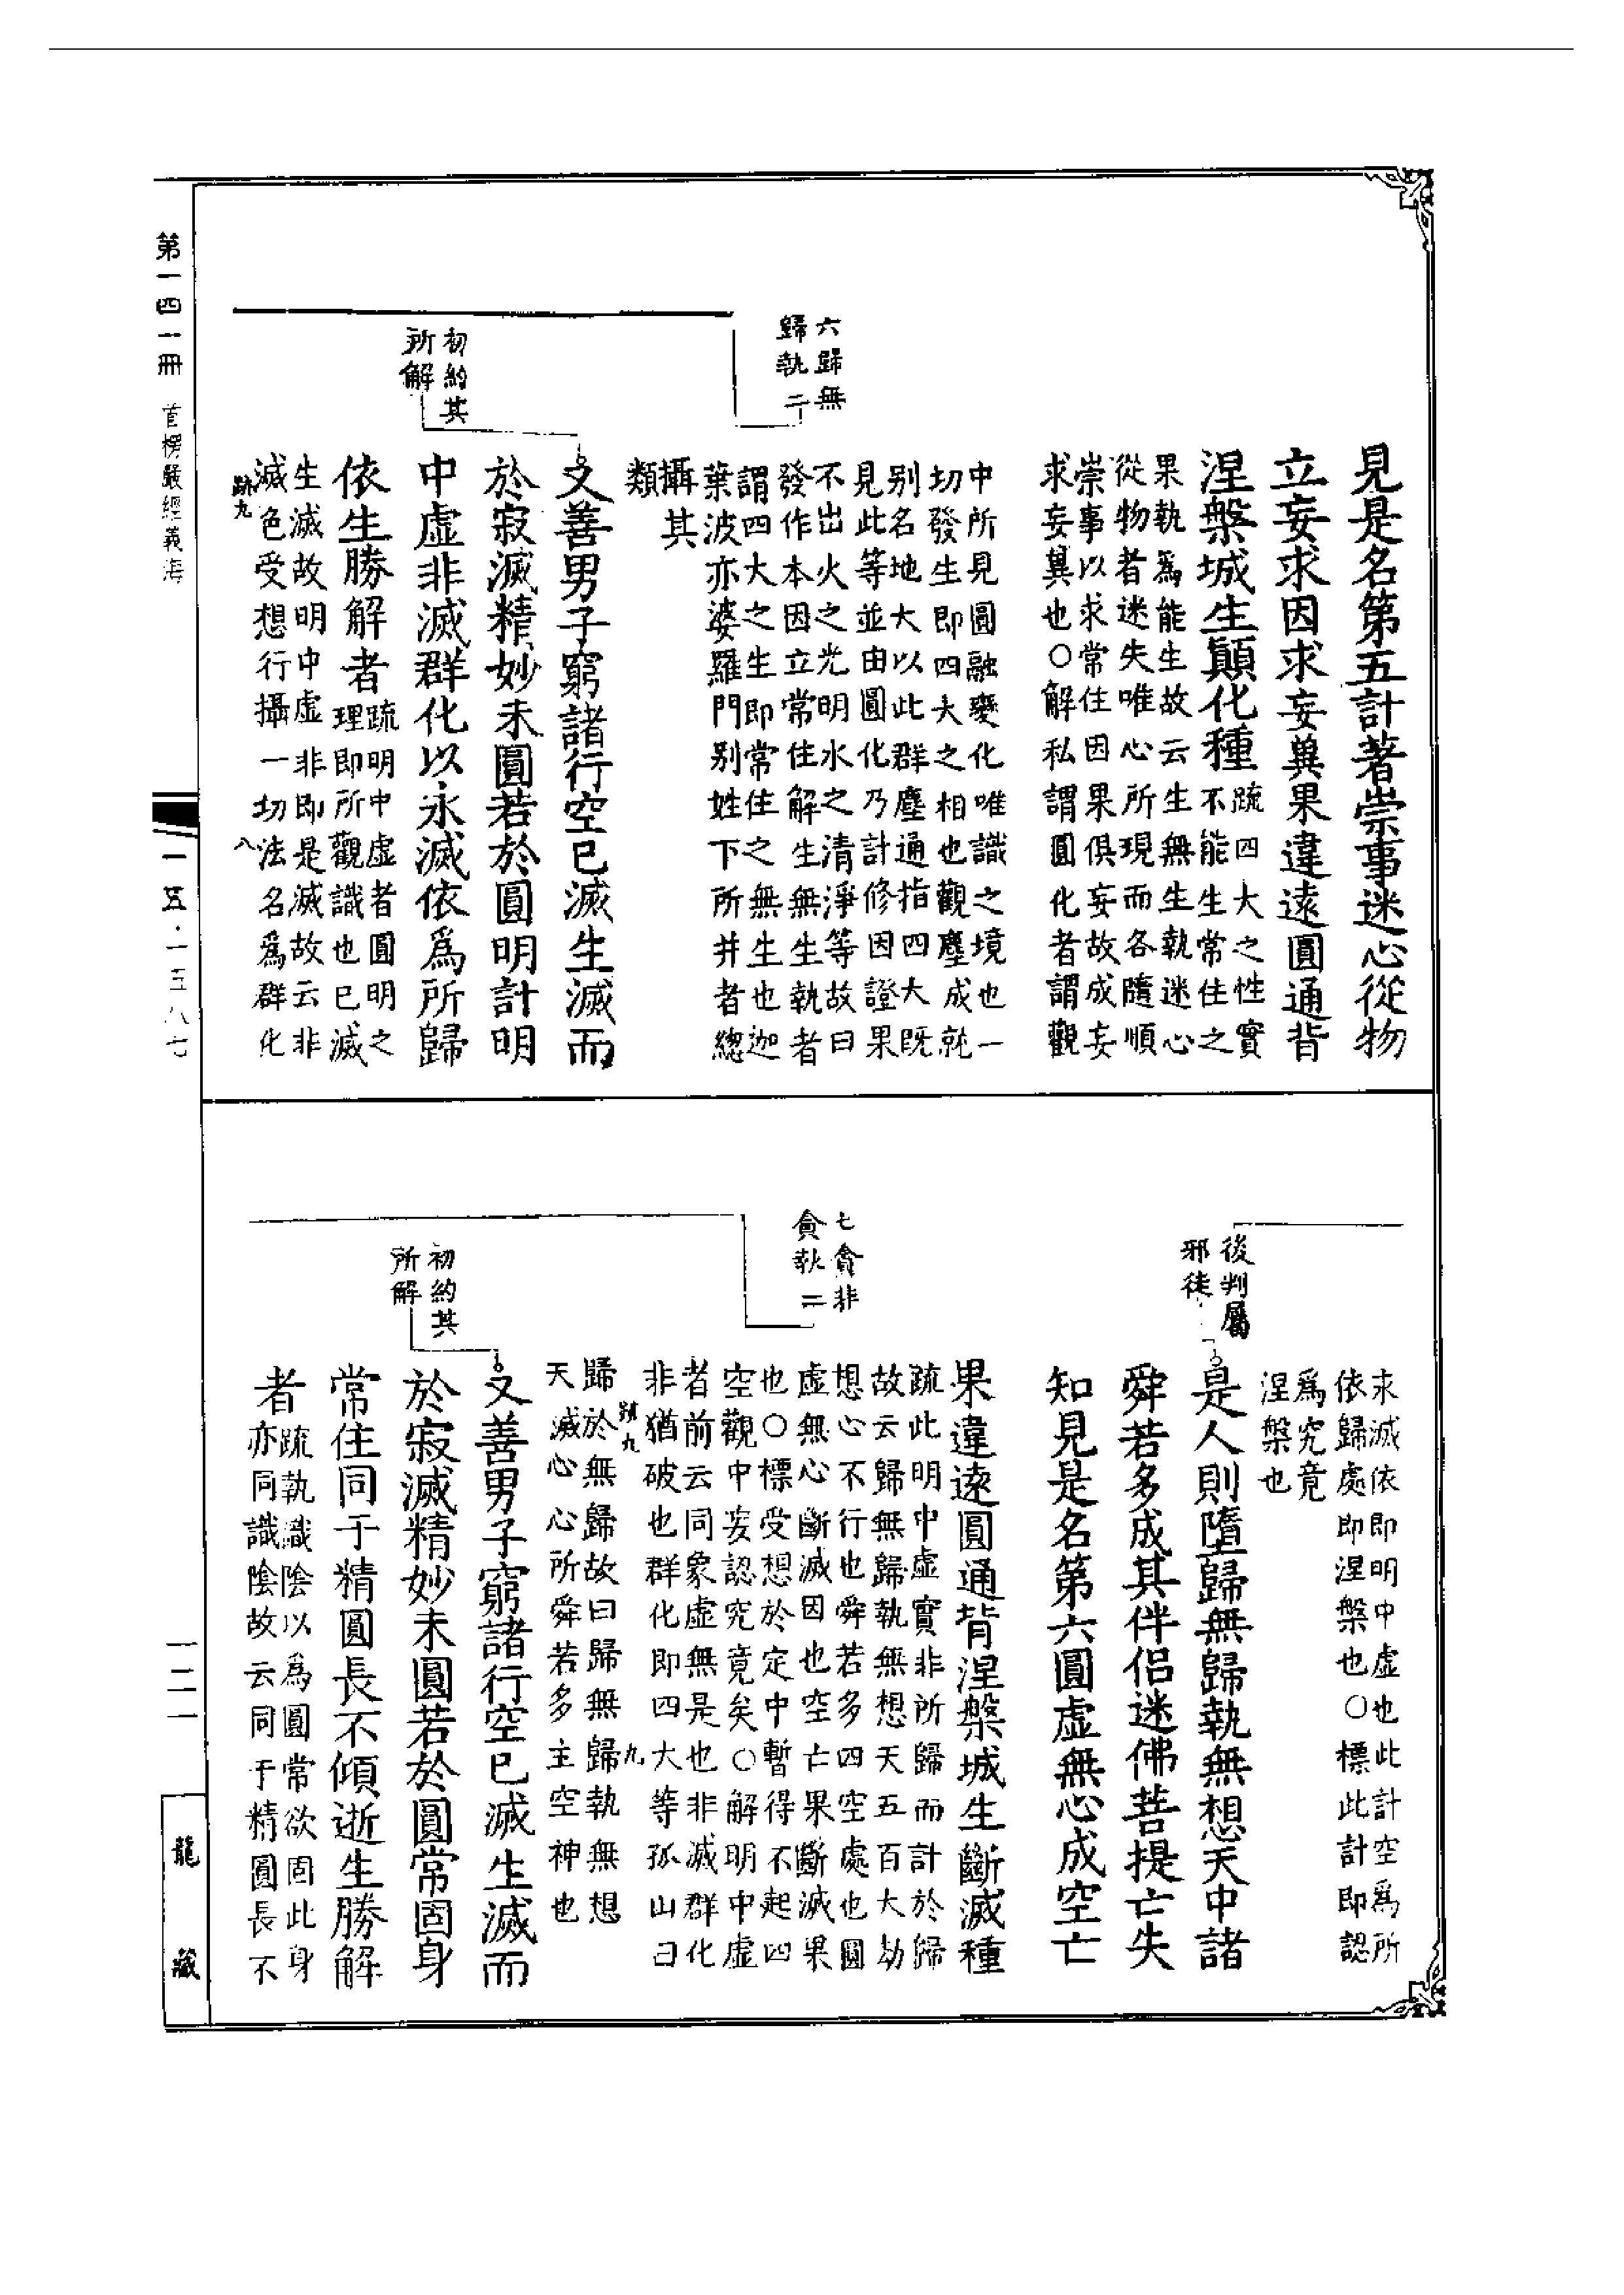 見是名第五計著崇事迷心從物
立妄求因求妄冀果違遠圓通背
涅槃城生顛化種疏四大之性實
不能生常住之
果執為能生故云生無生執迷心
從物者迷失唯心所現而各隨順
崇事以求常住因果俱妄故成妄
求妄冀也○解私謂圓化者謂觀
中所見圓融變化唯識之境也一
切發生即四大之相也觀塵成就
别名地大以此群塵通指四大既
見此等並由圓化乃計修因證果
不出火之光明水之清淨等故曰
發作本因立常住解生無生執者
謂四大之生即常住之無生也迦
葉波亦婆羅門别姓下所并者總
攝其
類
六歸無
歸執二
初約其
所解
又善男子窮諸行空已滅生滅而
於寂滅精妙未圓若於圓明計明
中虛非滅群化以永滅依為所歸
依生勝解者疏明中虛者圓明之
理即所觀識也已滅
生滅故明中虛非即是滅故云非
滅色受想行攝一切法名為群化
跡九
八
求滅依即明中虛也此計空為所
依歸處即涅槃也○標此計即認
為究竟
涅槃也
後判屬
邪徒
是人則墮歸無歸執無想天中諸
舜若多成其伴侣迷佛菩提亡失
知見是名第六圓虛無心成空亡
果違遠圓通背涅槃城生斷滅種
疏此明中虛實非所歸而計於歸
故云歸無歸執無想天五百大劫
想心不行也舜若多四空處也圓
虛無心斷滅因也空亡果斷滅果
也○標受想於定中暫得不起四
空觀中妄認究竟矣○解明中虛
者前云同象虛無是也非滅群化
非猶破也群化即四大等孤山曰
跡九
九
歸於無歸故曰歸無歸執無想
天滅心心所舜若多主空神也
七貪非
貪執二
初約其
所解
又善男子窮諸行空已滅生滅而
於寂滅精妙未圓若於圓常固身
常住同于精圓長不傾逝生勝解
者疏執識陰以為圓常欲固此身
亦同識陰故云同于精圓長不
第一四一冊 首楞嚴經義海
一五·一五八七
一二一
龍藏